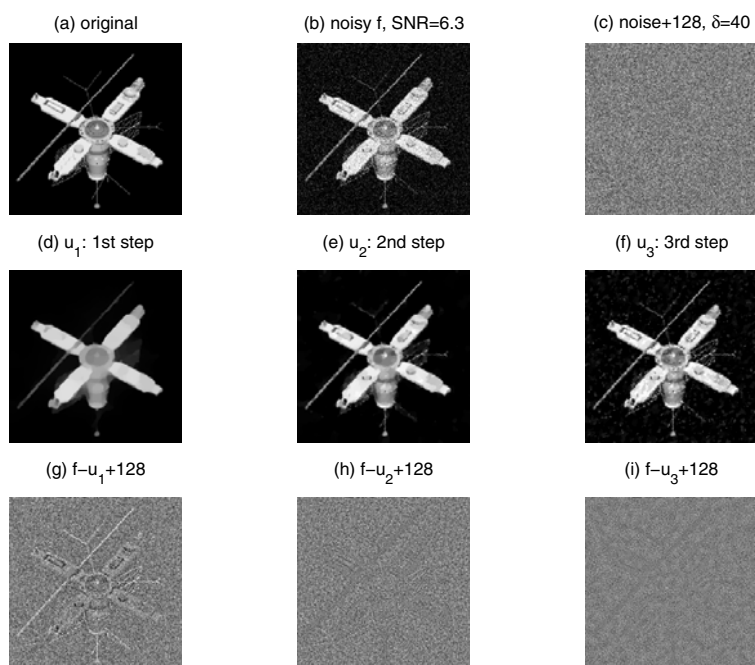 (a) original
(b) noisy f, SNR=6.3
(c) noise+128, δ=40
(d) u₁: 1st step
(e) u₂: 2nd step
(f) u₃: 3rd step
(g) f−u₁+128
(h) f−u₂+128
(i) f−u₃+128